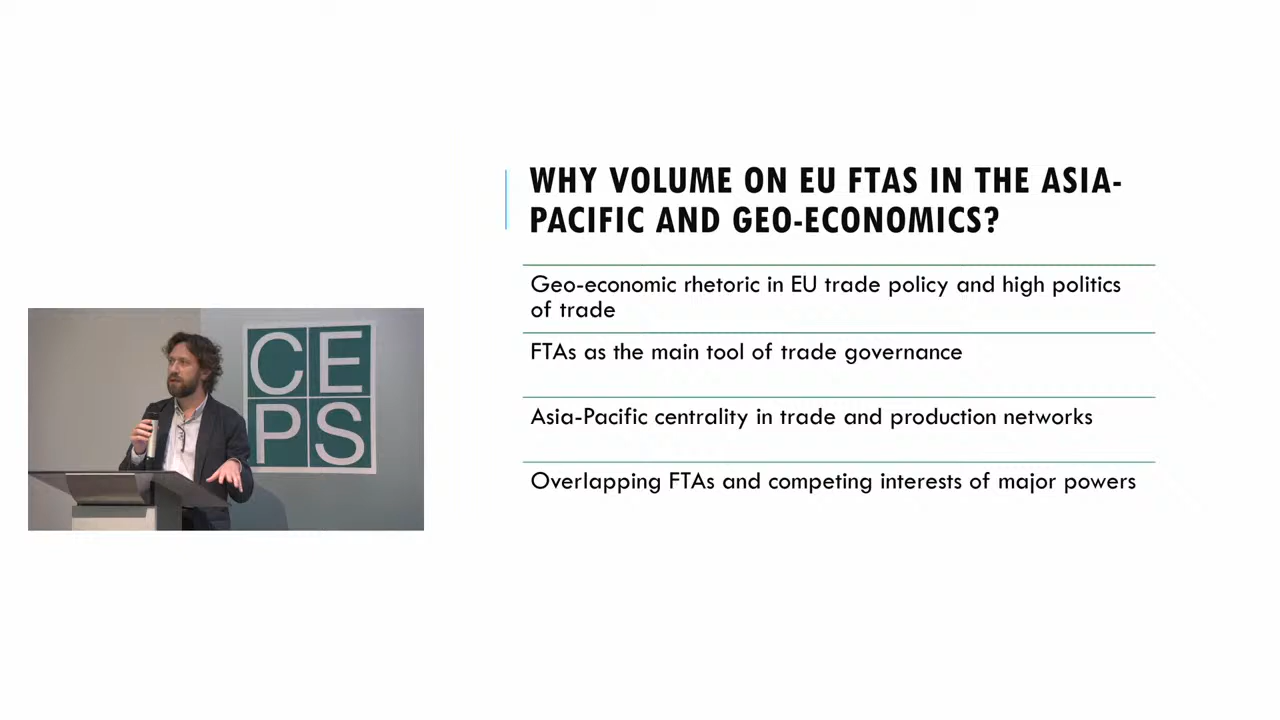 WHY VOLUME ON EU FTAS IN THE ASIA-
PACIFIC AND GEO-ECONOMICS?
Geo-economic rhetoric in EU trade policy and high politics
of trade
FTAs as the main tool of trade governance
Asia-Pacific centrality in trade and production networks
Overlapping FTAs and competing interests of major powers
CE
PS